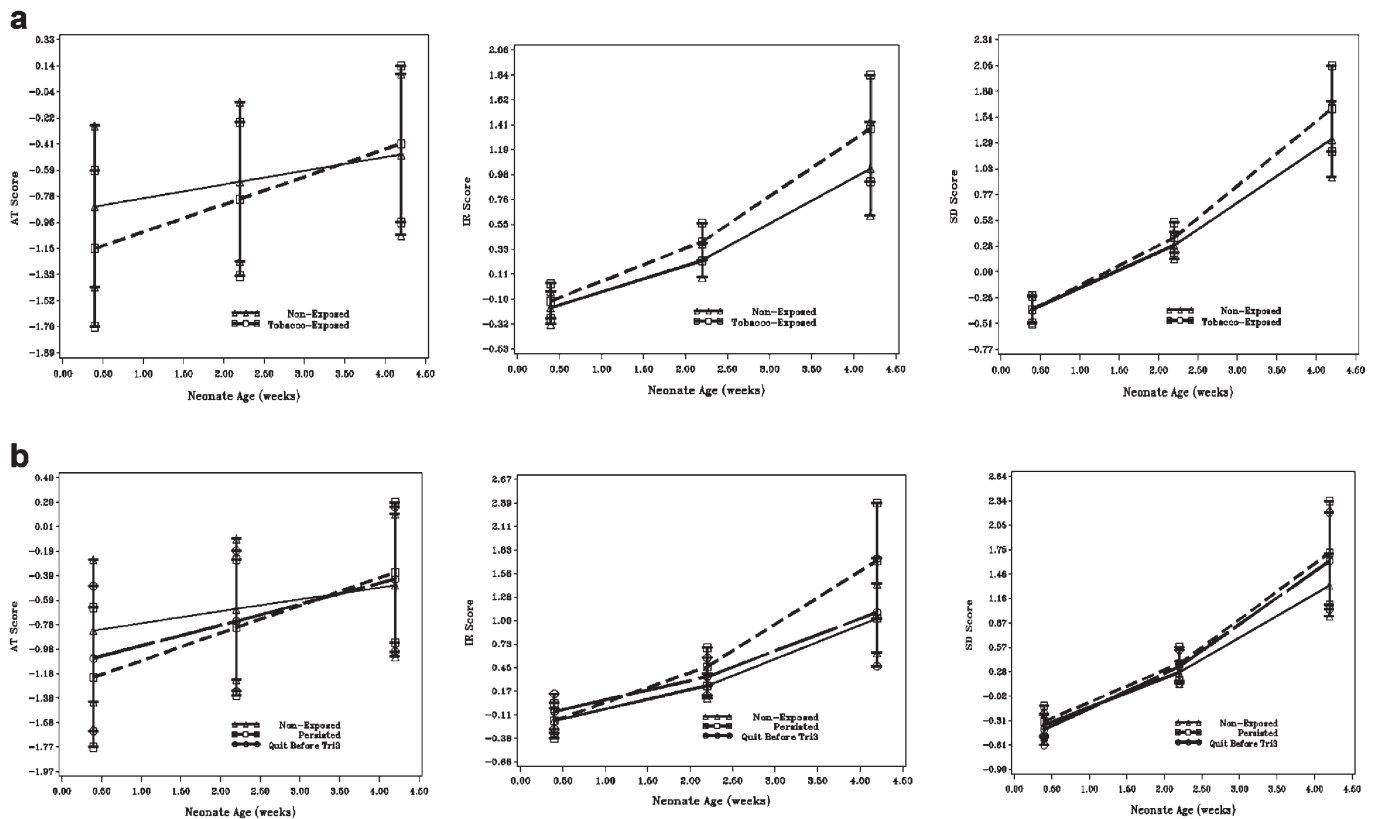 a
0.33
0.14
−0.04
−0.22
−0.41
−0.59
−0.78
−0.96
−1.15
−1.33
−1.52
−1.70
−1.89
AT Score
0.00 0.50 1.00 1.50 2.00 2.50 3.00 3.50 4.00 4.50
Neonate Age (weeks)
Non-Exposed
Tobacco-Exposed
2.06
1.84
1.62
1.41
1.19
0.98
0.76
0.55
0.33
0.11
−0.10
−0.32
−0.53
IR Score
0.00 0.50 1.00 1.50 2.00 2.50 3.00 3.50 4.00 4.50
Neonate Age (weeks)
Non-Exposed
Tobacco-Exposed
2.31
2.06
1.80
1.54
1.29
1.03
0.77
0.52
0.26
0.00
−0.26
−0.51
−0.77
SD Score
0.00 0.50 1.00 1.50 2.00 2.50 3.00 3.50 4.00 4.50
Neonate Age (weeks)
Non-Exposed
Tobacco-Exposed
b
0.40
0.20
0.01
−0.19
−0.39
−0.59
−0.78
−0.98
−1.18
−1.38
−1.58
−1.77
−1.97
AT Score
0.00 0.50 1.00 1.50 2.00 2.50 3.00 3.50 4.00 4.50
Neonate Age (weeks)
Non-Exposed
Persisted
Quit Before Tri3
2.67
2.39
2.11
1.83
1.56
1.28
1.00
0.73
0.45
0.17
−0.11
−0.38
−0.66
IR Score
0.00 0.50 1.00 1.50 2.00 2.50 3.00 3.50 4.00 4.50
Neonate Age (weeks)
Non-Exposed
Persisted
Quit Before Tri3
2.64
2.34
2.05
1.75
1.46
1.16
0.87
0.57
0.28
−0.02
−0.31
−0.61
−0.90
SD Score
0.00 0.50 1.00 1.50 2.00 2.50 3.00 3.50 4.00 4.50
Neonate Age (weeks)
Non-Exposed
Persisted
Quit Before Tri3